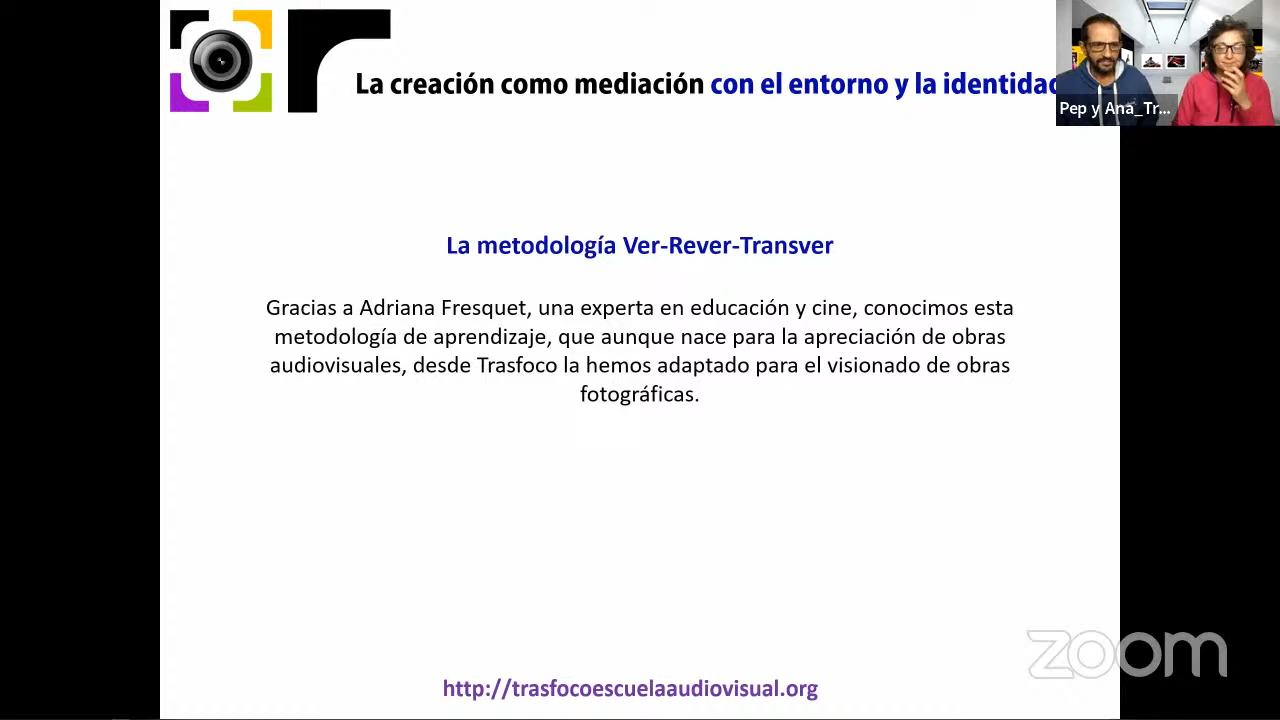 La creación como mediación con el entorno y la identidad
Pep y Ana_Tr...
La metodología Ver-Rever-Transver
Gracias a Adriana Fresquet, una experta en educación y cine, conocimos esta
metodología de aprendizaje, que aunque nace para la apreciación de obras
audiovisuales, desde Trasfoco la hemos adaptado para el visionado de obras
fotográficas.
zoom
http://trasfocoescuelaaudiovisual.org